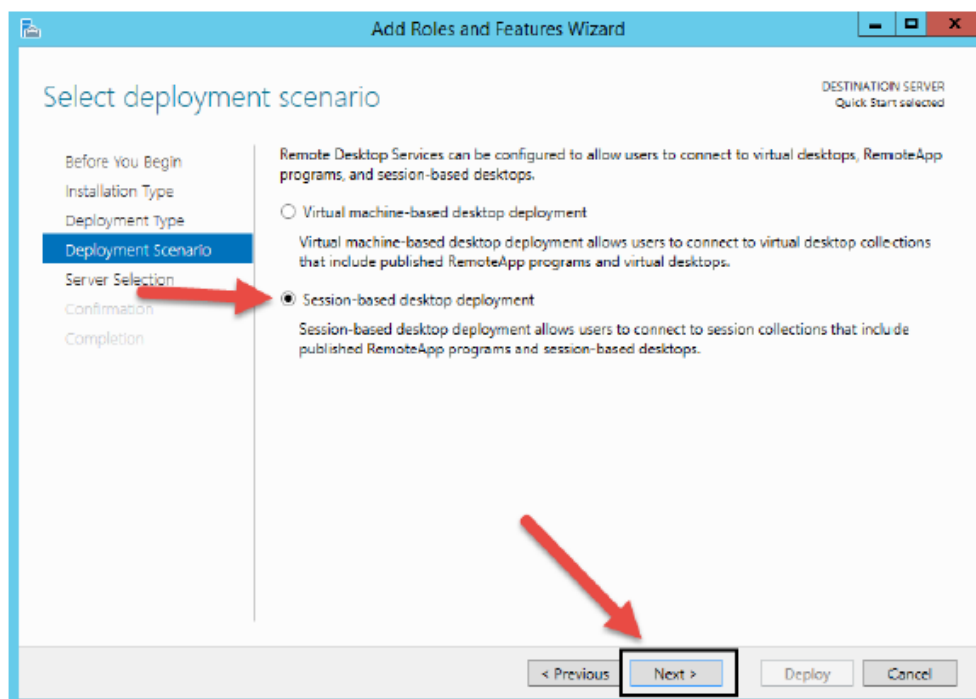 Add Roles and Features Wizard
Select deployment scenario
DESTINATION SERVER
Quick Start selected
Before You Begin
Installation Type
Deployment Type
Deployment Scenario
Server Selection
Confirmation
Completion
Remote Desktop Services can be configured to allow users to connect to virtual desktops, RemoteApp
programs, and session-based desktops.
Virtual machine-based desktop deployment
Virtual machine-based desktop deployment allows users to connect to virtual desktop collections
that include published RemoteApp programs and virtual desktops.
Session-based desktop deployment
Session-based desktop deployment allows users to connect to session collections that include
published RemoteApp programs and session-based desktops.
< Previous
Next >
Deploy
Cancel